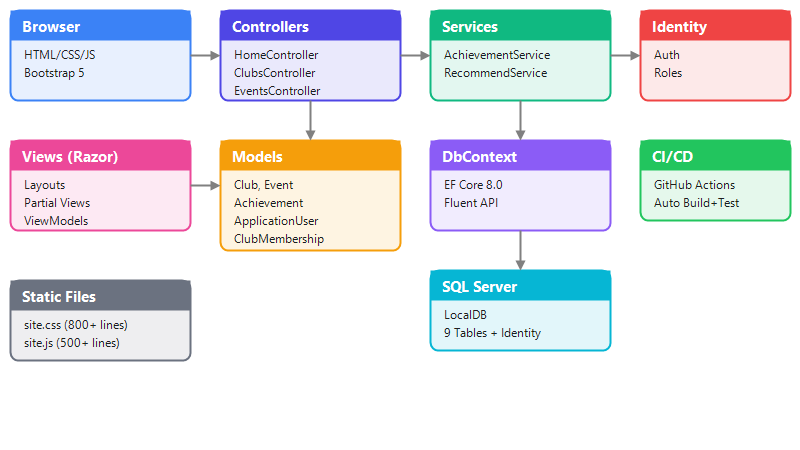 Browser
HTML/CSS/JS
Bootstrap 5
Controllers
HomeController
ClubsController
EventsController
Services
AchievementService
RecommendService
Identity
Auth
Roles
Views (Razor)
Layouts
Partial Views
ViewModels
Models
Club, Event
Achievement
ApplicationUser
ClubMembership
DbContext
EF Core 8.0
Fluent API
CI/CD
GitHub Actions
Auto Build+Test
Static Files
site.css (800+ lines)
site.js (500+ lines)
SQL Server
LocalDB
9 Tables + Identity